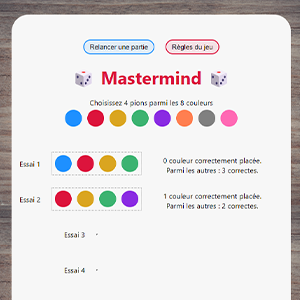 Relancer une partie
Règles du jeu
Mastermind
Choisissez 4 pions parmi les 8 couleurs
Essai 1
0 couleur correctement placée.
Parmi les autres : 3 correctes.
Essai 2
1 couleur correctement placée.
Parmi les autres : 2 correctes.
Essai 3
Essai 4